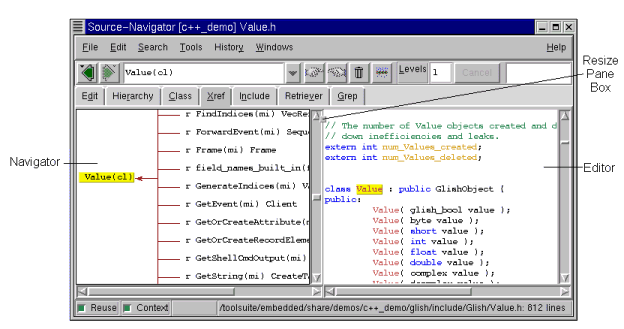 Source-Navigator [c++_demo] Value.h
File Edit Search Tools History Windows Help
Value(cl)
Levels 1 Cancel
Resize
Pane
Box
Edit Hierarchy Class Xref Include Retriever Grep
r FindIndices(mi) VecRe
r ForwardEvent(mi) Seque
r Frame(mi) Frame
r field_names_built_in(f
Value(cl)
r GenerateIndices(mi) V
r GetEvent(mi) Client
r GetOrCreateAttribute(m
r GetOrCreateRecordEleme
r GetShellCmdOutput(mi)
r GetString(mi) CreateT
Navigator
// The number of Value objects created and d
// down inefficiencies and leaks.
extern int num_Values_created;
extern int num_Values_deleted;
class Value : public GlishObject {
public:
Value( glish_bool value );
Value( byte value );
Value( short value );
Value( int value );
Value( float value );
Value( double value );
Value( complex value );
Value( dcomplex value );
Editor
Reuse Context /toolsuite/embedded/share/demos/c++_demo/glish/include/Glish/Value.h: 612 lines